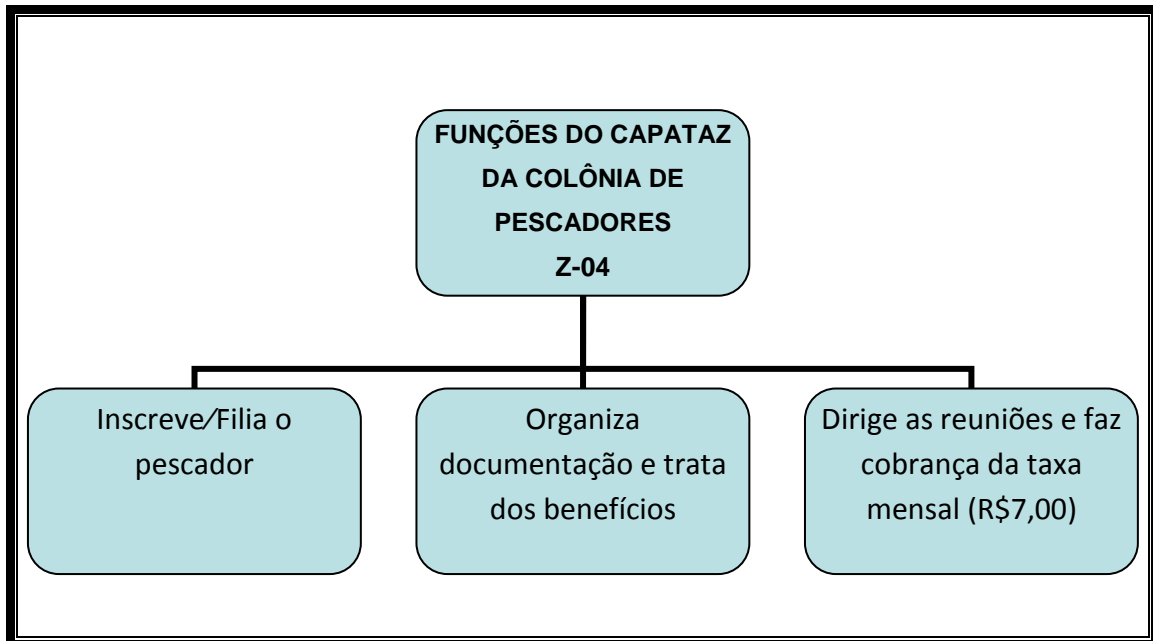 FUNÇÕES DO CAPATAZ
DA COLÔNIA DE
PESCADORES
Z-04
Inscreve/Filia o
pescador
Organiza
documentação e trata
dos benefícios
Dirige as reuniões e faz
cobrança da taxa
mensal (R$7,00)